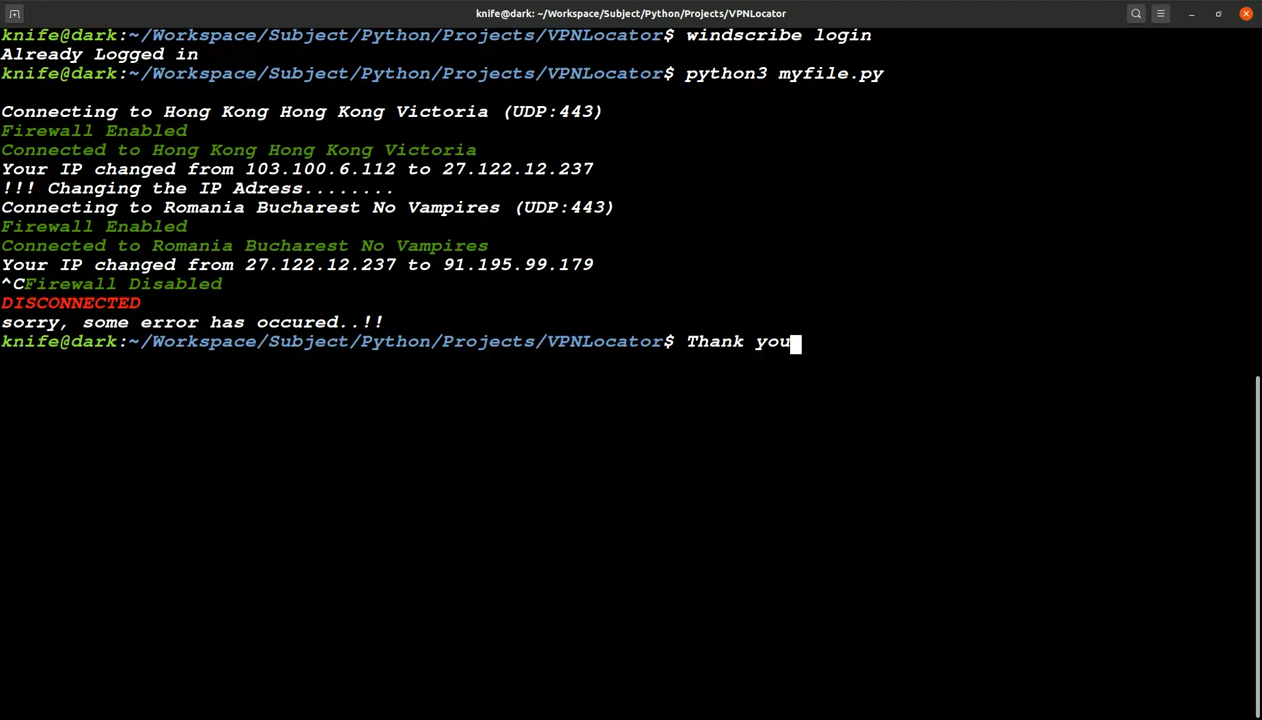 knife@dark: ~/Workspace/Subject/Python/Projects/VPNLocator
knife@dark:~/Workspace/Subject/Python/Projects/VPNLocator$ windscribe login
Already Logged in
knife@dark:~/Workspace/Subject/Python/Projects/VPNLocator$ python3 myfile.py
Connecting to Hong Kong Hong Kong Victoria (UDP:443)
Firewall Enabled
Connected to Hong Kong Hong Kong Victoria
Your IP changed from 103.100.6.112 to 27.122.12.237
!!! Changing the IP Adress........
Connecting to Romania Bucharest No Vampires (UDP:443)
Firewall Enabled
Connected to Romania Bucharest No Vampires
Your IP changed from 27.122.12.237 to 91.195.99.179
^CFirewall Disabled
DISCONNECTED
sorry, some error has occured..!!
knife@dark:~/Workspace/Subject/Python/Projects/VPNLocator$ Thank you